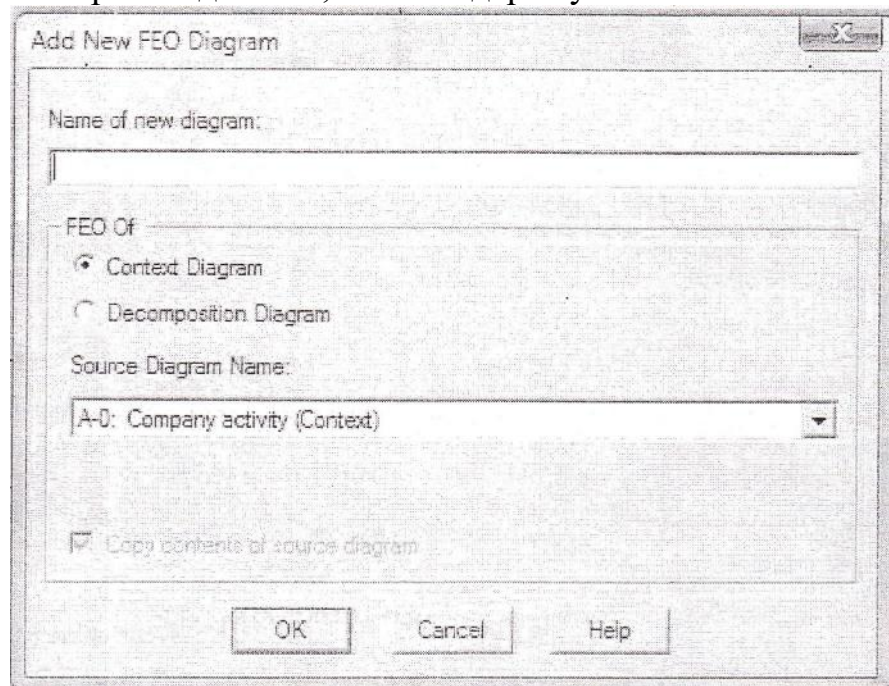 Add New FEO Diagram
Name of new diagram:
FEO Of
Context Diagram
Decomposition Diagram
Source Diagram Name:
A-0: Company activity (Context)
Copy contents of source diagram
OK Cancel Help